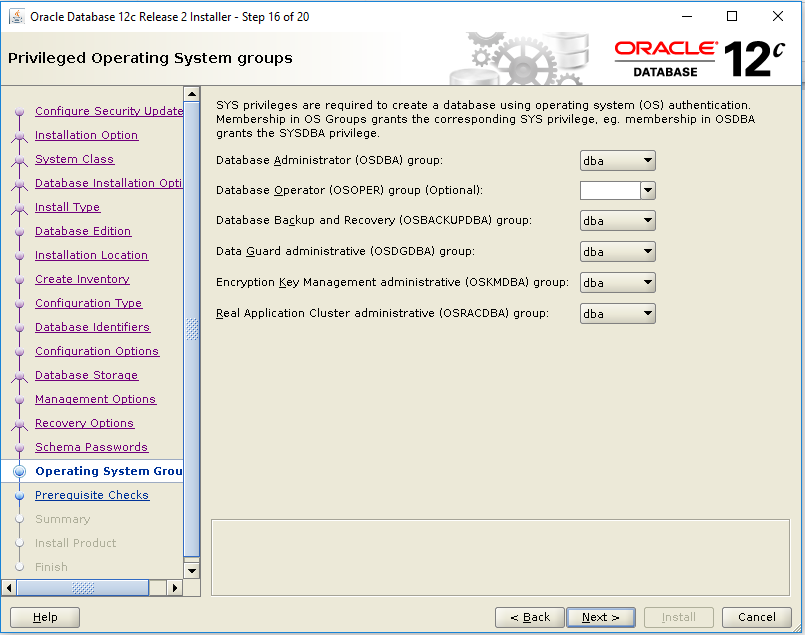 Oracle Database 12c Release 2 Installer - Step 16 of 20
Privileged Operating System groups
ORACLE®
DATABASE
12c
Configure Security Update
Installation Option
System Class
Database Installation Opti
Install Type
Database Edition
Installation Location
Create Inventory
Configuration Type
Database Identifiers
Configuration Options
Database Storage
Management Options
Recovery Options
Schema Passwords
Operating System Grou
Prerequisite Checks
Summary
Install Product
Finish
SYS privileges are required to create a database using operating system (OS) authentication.
Membership in OS Groups grants the corresponding SYS privilege, eg. membership in OSDBA
grants the SYSDBA privilege.
Database Administrator (OSDBA) group: dba
Database Operator (OSOPER) group (Optional):
Database Backup and Recovery (OSBACKUPDBA) group: dba
Data Guard administrative (OSDGDBA) group: dba
Encryption Key Management administrative (OSKMDBA) group: dba
Real Application Cluster administrative (OSRACDBA) group: dba
Help < Back Next > Install Cancel